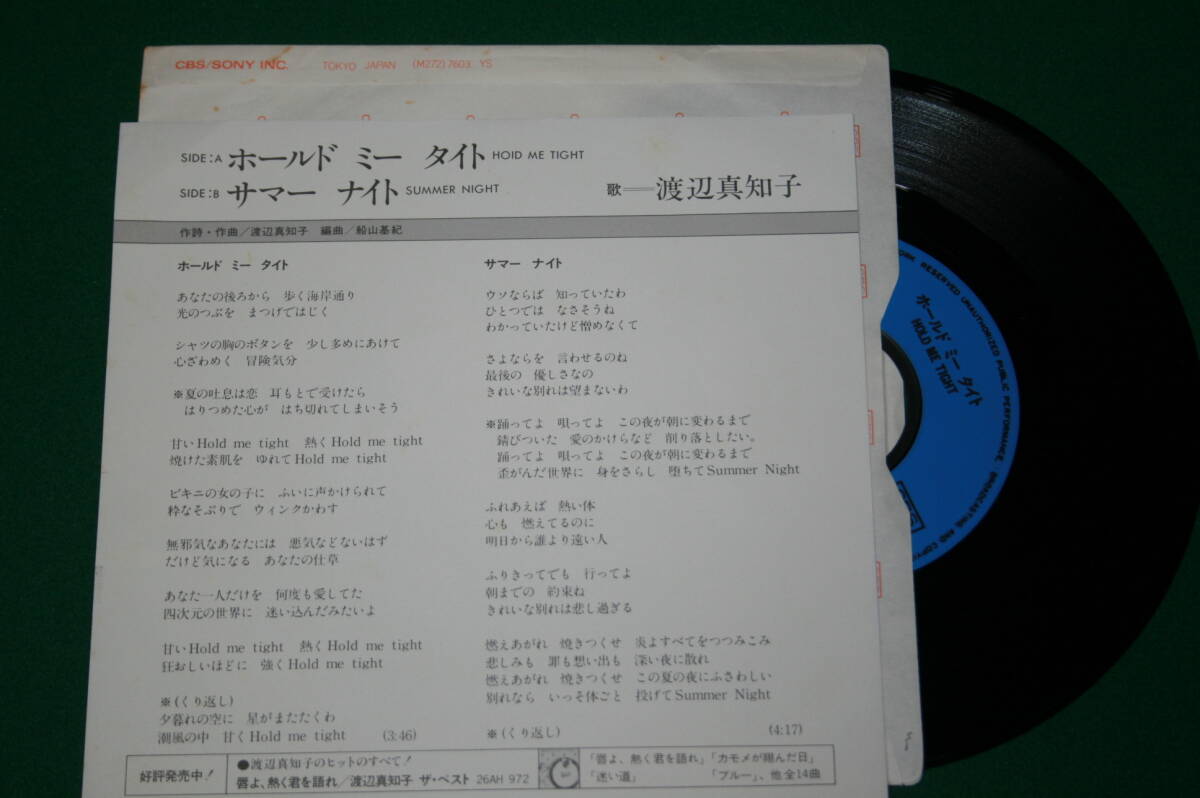 CBS/SONY INC. TOKYO JAPAN (M272)7603 YS
SIDE:A ホールド ミー タイト HOID ME TIGHT
SIDE:B サマー ナイト SUMMER NIGHT 歌══渡辺真知子
作詩・作曲/渡辺真知子 編曲/船山基紀
ホールド ミー タイト
あなたの後ろから 歩く海岸通り
光のつぶを まつげではじく
シャツの胸のボタンを 少し多めにあけて
心ざわめく 冒険気分
※夏の吐息は恋 耳もとで受けたら
はりつめた心が はち切れてしまいそう
甘いHold me tight 熱くHold me tight
焼けた素肌を ゆれてHold me tight
ビキニの女の子に ふいに声かけられて
粋なそぶりで ウィンクかわす
無邪気なあなたには 悪気などないはず
だけど気になる あなたの仕草
あなた一人だけを 何度も愛してた
四次元の世界に 迷い込んだみたいよ
甘いHold me tight 熱くHold me tight
狂おしいほどに 強くHold me tight
※(くり返し)
夕暮れの空に 星がまたたくわ
潮風の中 甘くHold me tight (3:46)
サマー ナイト
ウソならば 知っていたわ
ひとつでは なさそうね
わかっていたけど憎めなくて
さよならを 言わせるのね
最後の 優しさなの
きれいな別れは望まないわ
※踊ってよ 唄ってよ この夜が朝に変わるまで
錆びついた 愛のかけらなど 削り落としたい。
踊ってよ 唄ってよ この夜が朝に変わるまで
歪がんだ世界に 身をさらし 堕ちてSummer Night
ふれあえば 熱い体
心も 燃えてるのに
明日から誰より遠い人
ふりきってでも 行ってよ
朝までの 約束ね
きれいな別れは悲し過ぎる
燃えあがれ 焼きつくせ 炎よすべてをつつみこみ
悲しみも 罪も想い出も 深い夜に散れ
燃えあがれ 焼きつくせ この夏の夜にふさわしい
別れなら いっそ体ごと 投げてSummer Night
※(くり返し) (4:17)
好評発売中!
●渡辺真知子のヒットのすべて!
唇よ、熱く君を語れ/渡辺真知子 ザ・ベスト 26AH 972
「唇よ、熱く君を語れ」「カモメが翔んだ日」
「迷い道」 「ブルー」、他全14曲
ホールド ミー タイト
HOLD ME TIGHT
WORK RESERVED UNAUTHORIZED PUBLIC PERFORMANCE, BROADCASTING AND COPY